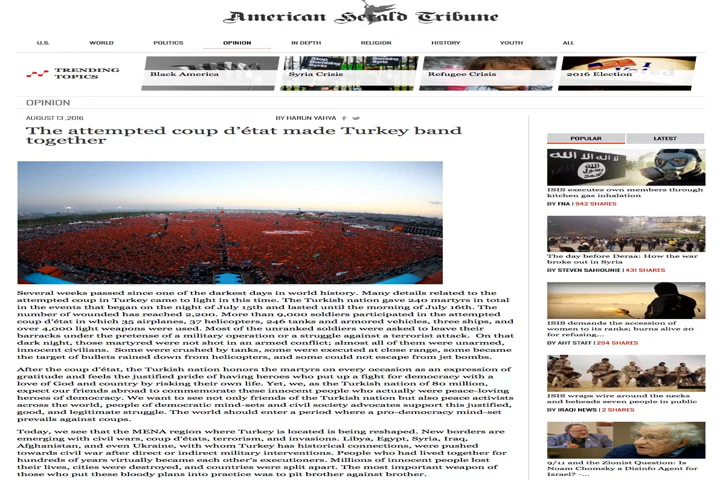 American Herald Tribune
U.S. WORLD POLITICS OPINION IN DEPTH RELIGION HISTORY YOUTH ALL
TRENDING
TOPICS
Black America
Syria Crisis
Refugee Crisis
2016 Election
OPINION
AUGUST 13 ,2016 BY HARUN YAHYA
The attempted coup d'état made Turkey band
together
Several weeks passed since one of the darkest days in world history. Many details related to the
attempted coup in Turkey came to light in this time. The Turkish nation gave 240 martyrs in total
in the events that began on the night of July 15th and lasted until the morning of July 16th. The
number of wounded has reached 2,200. More than 9,000 soldiers participated in the attempted
coup d'état in which 35 airplanes, 37 helicopters, 246 tanks and armored vehicles, three ships, and
over 4,000 light weapons were used. Most of the unranked soldiers were asked to leave their
barracks under the pretense of a military operation or a struggle against a terrorist attack. On that
dark night, those martyred were not shot in an armed conflict; almost all of them were unarmed,
innocent civilians. Some were crushed by tanks, some were executed at close range, some became
the target of bullets rained down from helicopters, and some could not escape from jet bombs.
After the coup d'état, the Turkish nation honors the martyrs on every occasion as an expression of
gratitude and feels the justified pride of having heroes who put up a fight for democracy with a
love of God and country by risking their own life. Yet, we, as the Turkish nation of 80 million,
expect our friends abroad to commemorate these innocent people who actually were peace-loving
heroes of democracy. We want to see not only friends of the Turkish nation but also peace activists
across the world, people of democratic mind-sets and civil society advocates support this justified,
good, and legitimate struggle. The world should enter a period where a pro-democracy mind-set
prevails against coups.
Today, we see that the MENA region where Turkey is located is being reshaped. New borders are
emerging with civil wars, coup d'états, terrorism, and invasions. Libya, Egypt, Syria, Iraq,
Afghanistan, and even Ukraine, with whom Turkey has historical connections, were pushed
towards civil war after direct or indirect military interventions. People who had lived together for
hundreds of years virtually became each other's executioners. Millions of innocent people lost
their lives, cities were destroyed, and countries were split apart. The most important weapon of
those who put these bloody plans into practice was to pit brother against brother.
POPULAR LATEST
ISIS executes own members through
kitchen gas inhalation
BY FNA | 942 SHARES
The day before Deraa: How the war
broke out in Syria
BY STEVEN SAHIOUNIE | 431 SHARES
ISIS demands the accession of
women to its ranks; burns alive 20
for refusing...
BY AHT STAFF | 294 SHARES
ISIS wraps wire around the necks
and beheads seven people in public
BY IRAQI NEWS | 2 SHARES
9/11 and the Zionist Question: Is
Noam Chomsky a Disinfo Agent for
Israel? -...